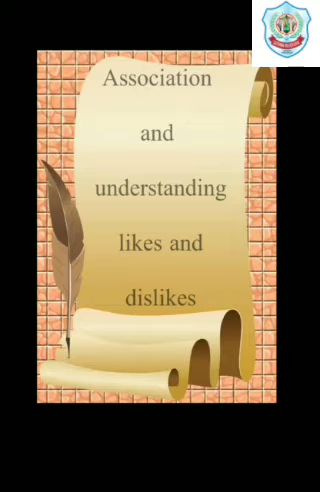 Association
and
understanding
likes and
dislikes